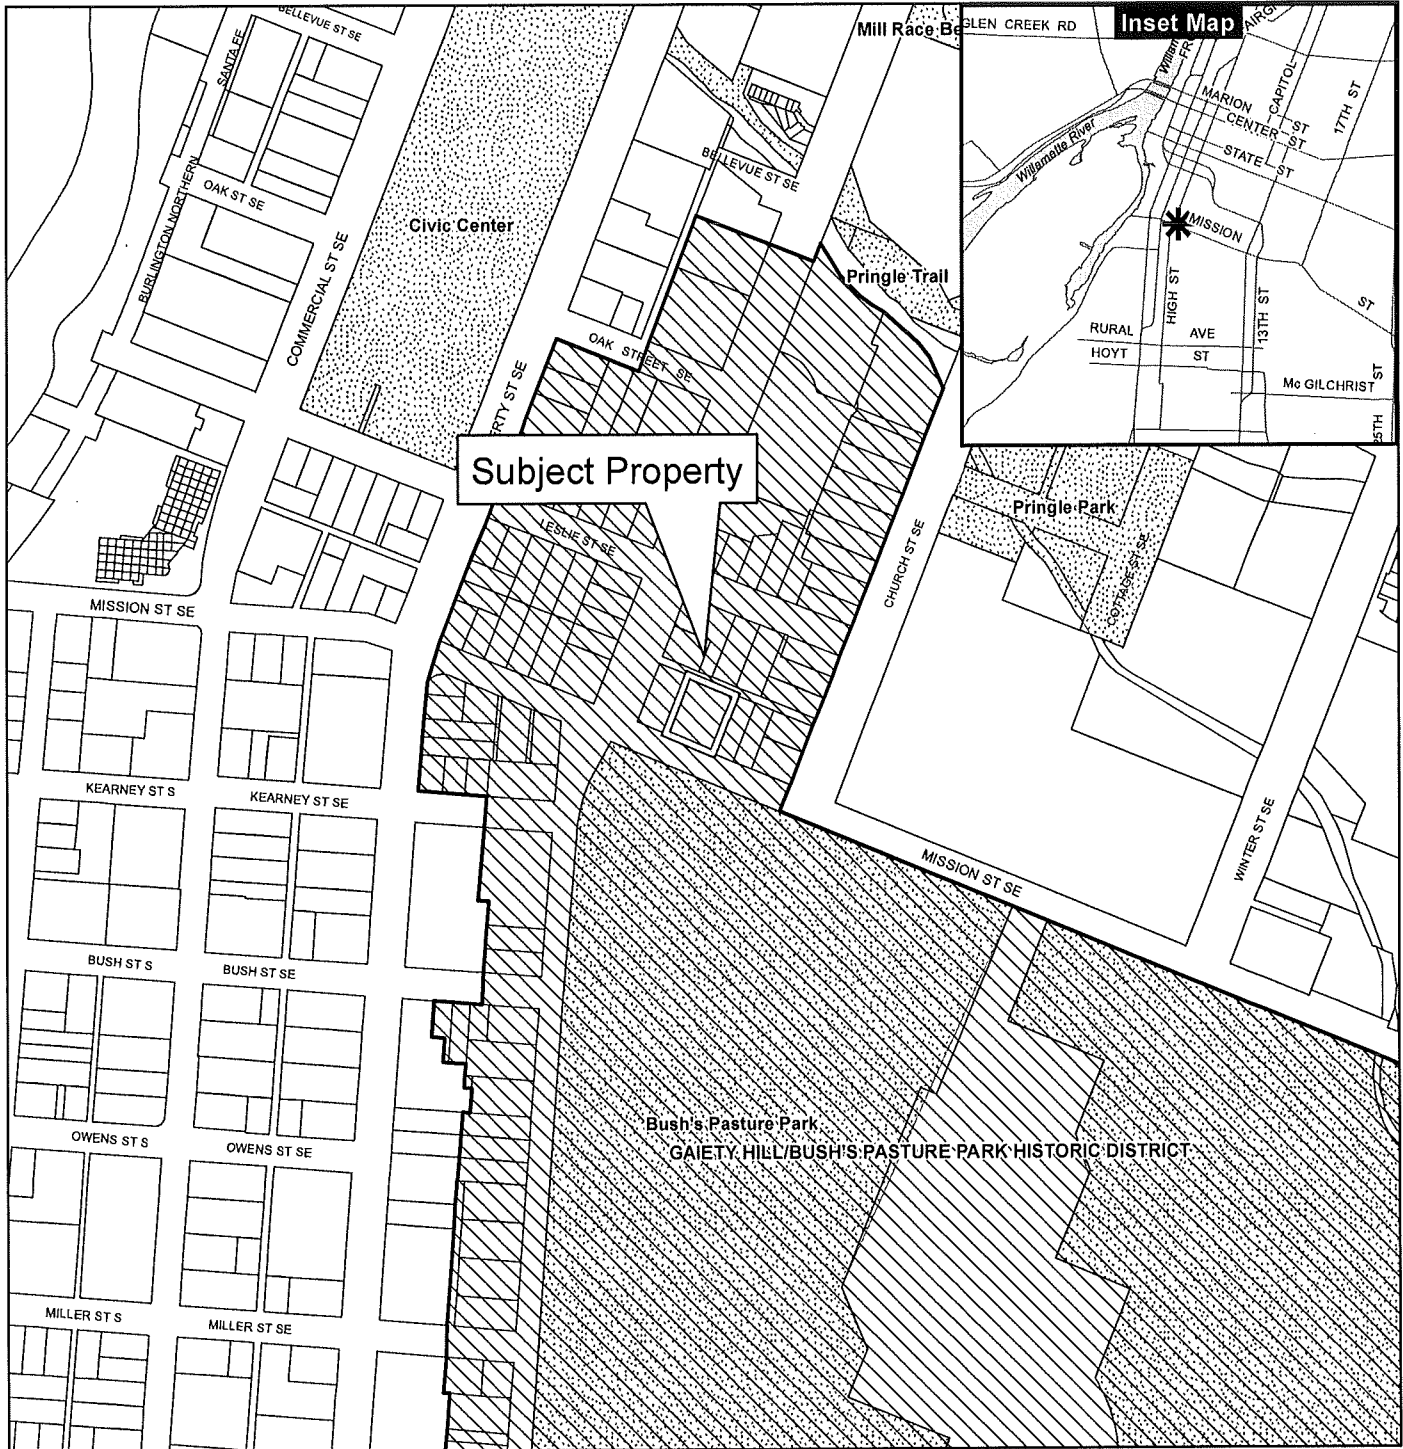 BELLEVUE ST SE
SANTA FE
BURLINGTON NORTHERN
OAK ST SE
COMMERCIAL ST SE
Civic Center
Mill Race Be
BELLEVUE ST SE
Pringle Trail
OAK STREET SE
ERTY ST SE
Subject Property
LESLIE ST SE
Pringle Park
CHURCH ST SE
COTTAGE ST SE
MISSION ST SE
KEARNEY ST S
KEARNEY ST SE
WINTER ST SE
MISSION ST SE
BUSH ST S
BUSH ST SE
Bush's Pasture Park
GAIETY HILL/BUSH'S PASTURE PARK HISTORIC DISTRICT
OWENS ST S
OWENS ST SE
MILLER ST S
MILLER ST SE
Inset Map
GLEN CREEK RD
Willam
FRO
AIRG
CAPITOL
17TH ST
MARION ST
CENTER ST
STATE ST
Willamette River
MISSION
ST
HIGH ST
13TH ST
RURAL AVE
HOYT ST
Mc GILCHRIST ST
25TH